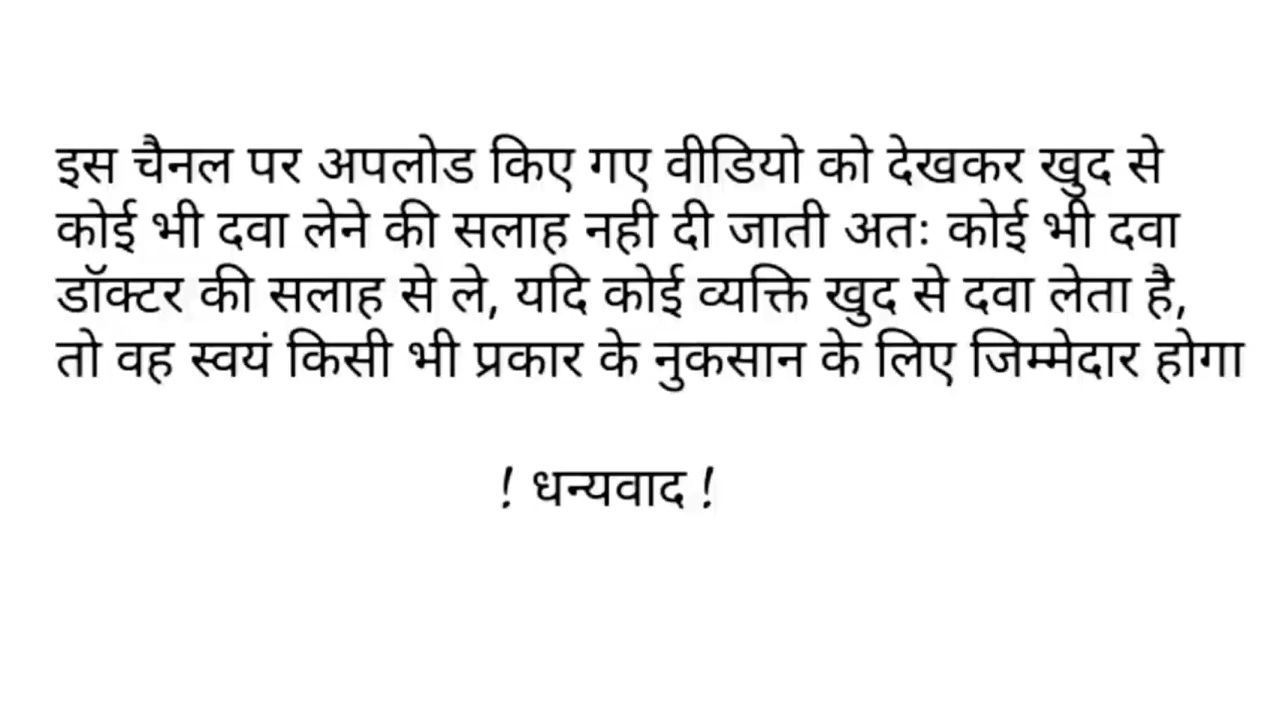 इस चैनल पर अपलोड किए गए वीडियो को देखकर खुद से
कोई भी दवा लेने की सलाह नही दी जाती अतः कोई भी दवा
डॉक्टर की सलाह से ले, यदि कोई व्यक्ति खुद से दवा लेता है,
तो वह स्वयं किसी भी प्रकार के नुकसान के लिए जिम्मेदार होगा
! धन्यवाद !